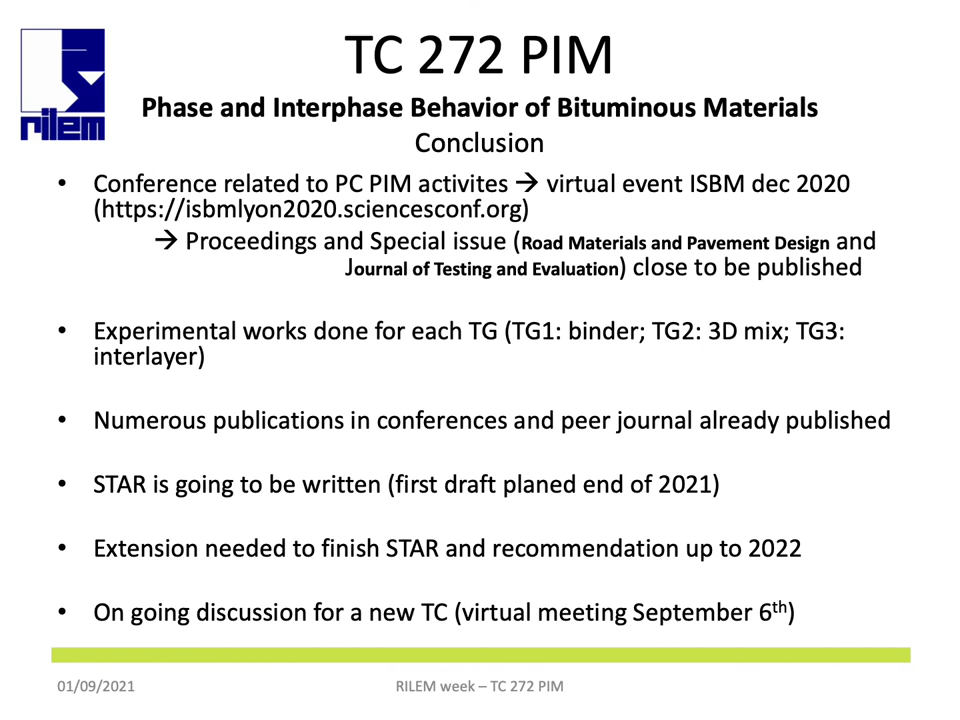 rilem
TC 272 PIM
Phase and Interphase Behavior of Bituminous Materials
Conclusion
• Conference related to PC PIM activites → virtual event ISBM dec 2020
(https://isbmlyon2020.sciencesconf.org)
→ Proceedings and Special issue (Road Materials and Pavement Design and
Journal of Testing and Evaluation) close to be published
• Experimental works done for each TG (TG1: binder; TG2: 3D mix; TG3:
interlayer)
• Numerous publications in conferences and peer journal already published
• STAR is going to be written (first draft planed end of 2021)
• Extension needed to finish STAR and recommendation up to 2022
• On going discussion for a new TC (virtual meeting September 6th)
01/09/2021
RILEM week – TC 272 PIM